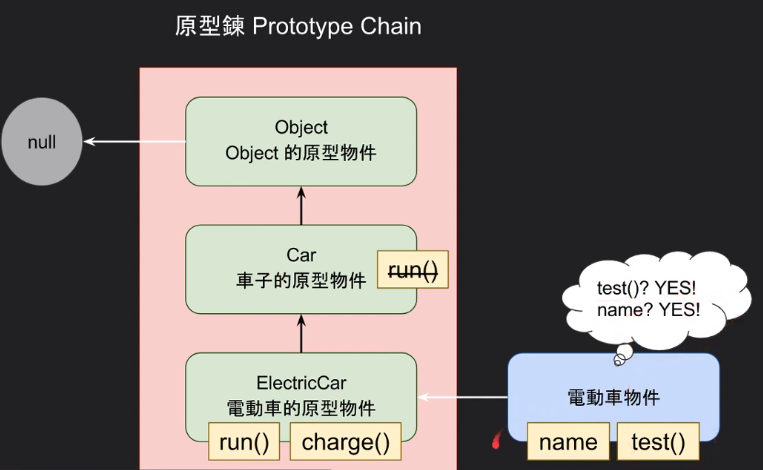 原型鍊 Prototype Chain
null
Object
Object 的原型物件
Car
車子的原型物件
run()
test()? YES!
name? YES!
ElectricCar
電動車的原型物件
run()
charge()
電動車物件
name
test()